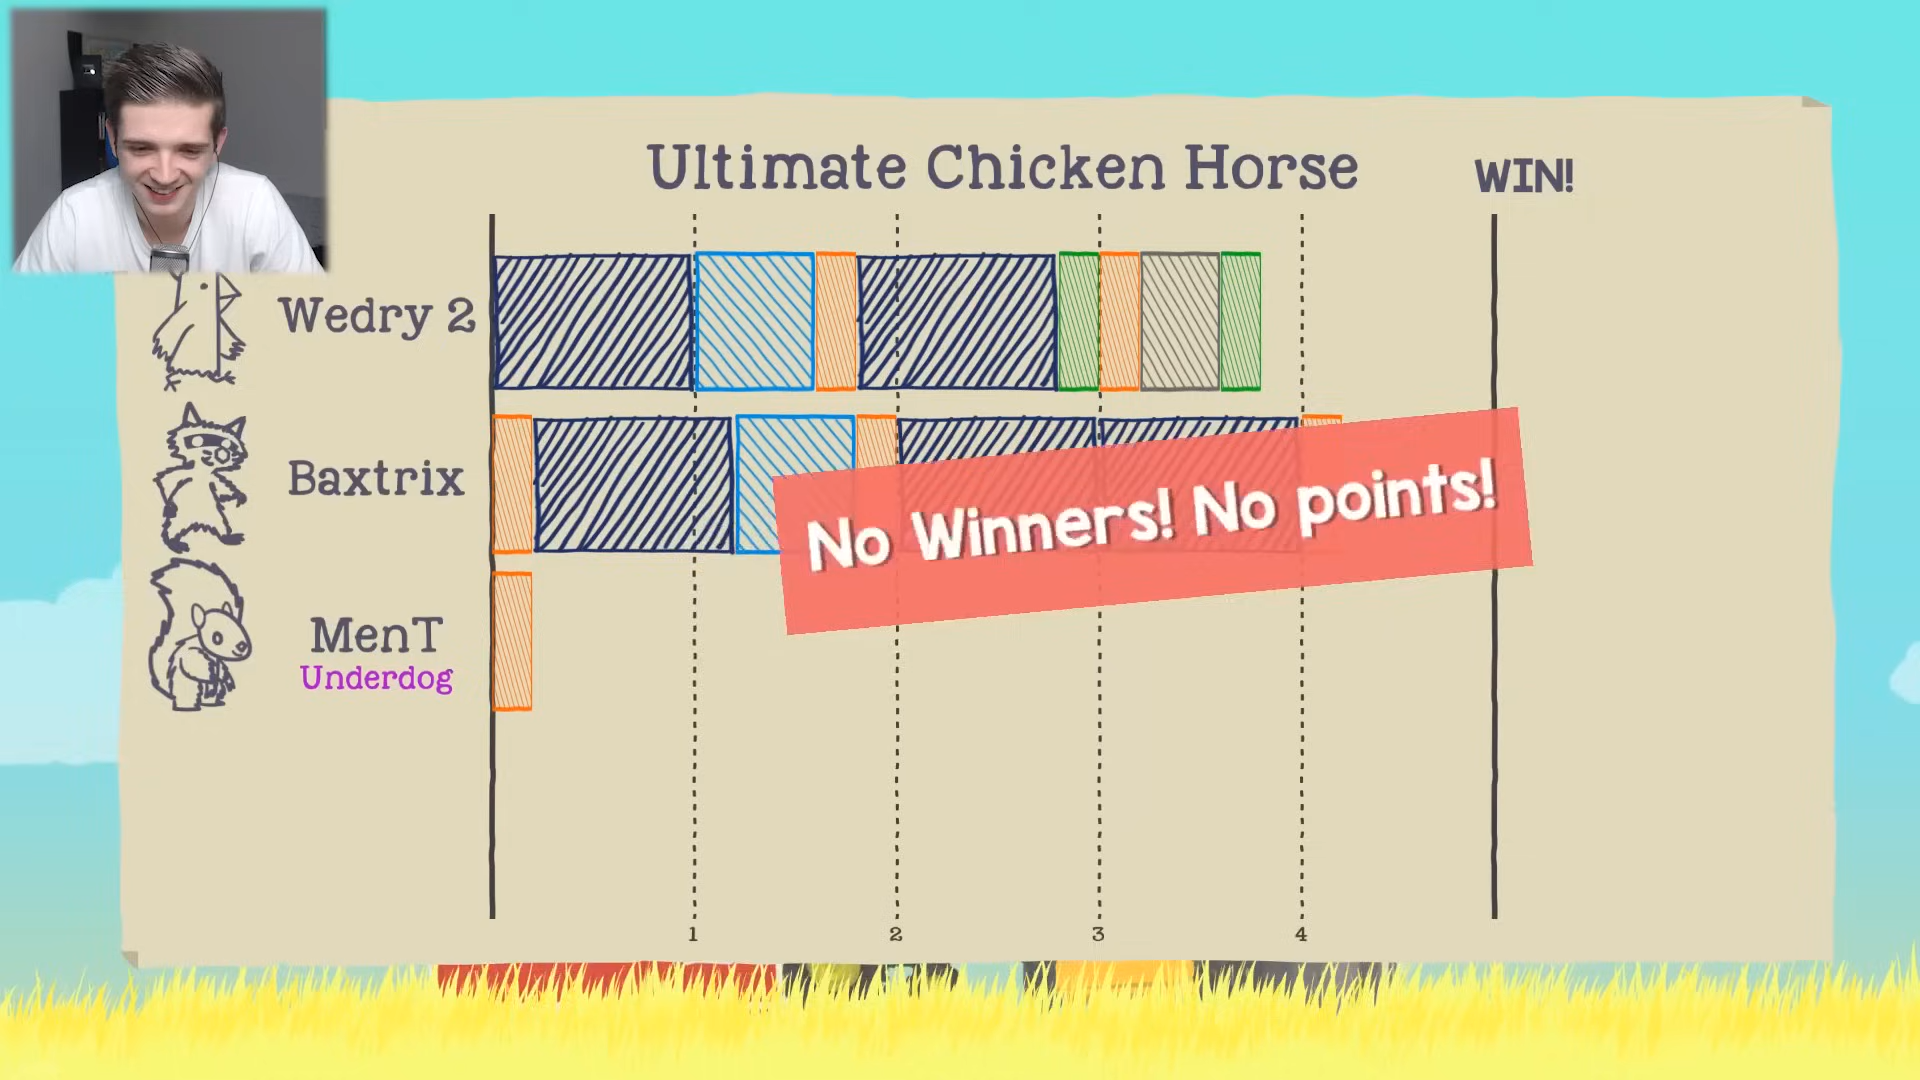 Ultimate Chicken Horse
WIN!
Wedry 2
Baxtrix
No Winners! No points!
MenT
Underdog
1 2 3 4